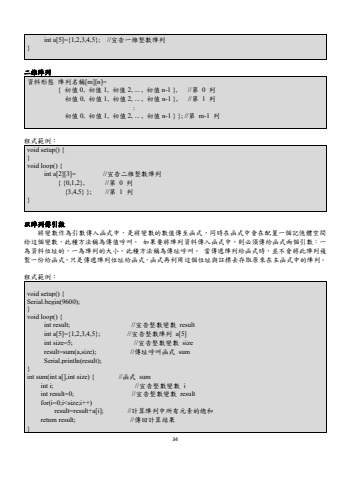 int a[5]={1,2,3,4,5};  //宣告一維整數陣列
}
二維陣列
資料形態 陣列名稱[m][n]=
{ 初值 0, 初值 1, 初值 2, ... , 初值 n-1 },    //第 0 列
初值 0, 初值 1, 初值 2, ... , 初值 n-1 },    //第 1 列
:
初值 0, 初值 1, 初值 2, ... , 初值 n-1 } }; //第 m-1 列
程式範例：
void setup() {
}
void loop() {
int a[2][3]=    //宣告二維整數陣列
{ {0,1,2},    //第 0 列
{3,4,5} };    //第 1 列
}
以陣列傳引數
將變數作為引數傳入函式中，是將變數的數值傳至函式，同時在函式中會在配置一個記憶體空間
給這個變數，此種方法稱為傳值呼叫。如果要將陣列資料傳入函式中，則必須傳給函式兩個引數：一
為資料位址的，一為陣列的大小，此種方法稱為傳址呼叫。當傳遞陣列給函式時，並不會將此陣列複
製一份給函式，只是傳遞陣列位址給函式，函式再利用這個位址與註標去存取原來在主函式中的陣列。
程式範例：
void setup() {
Serial.begin(9600);
}
void loop() {
int result;    //宣告整數變數 result
int a[5]={1,2,3,4,5};    //宣告整數陣列 a[5]
int size=5;    //宣告整數變數 size
result=sum(a,size);    //傳址呼叫函式 sum
Serial.println(result);
}
int sum(int a[],int size) {    //函式 sum
int i;    //宣告整數變數 i
int result=0;    //宣告整數變數 result
for(i=0;i<size;i++)
result=result+a[i];    //計算陣列中所有元素的總和
return result;    //傳回計算結果
}
34